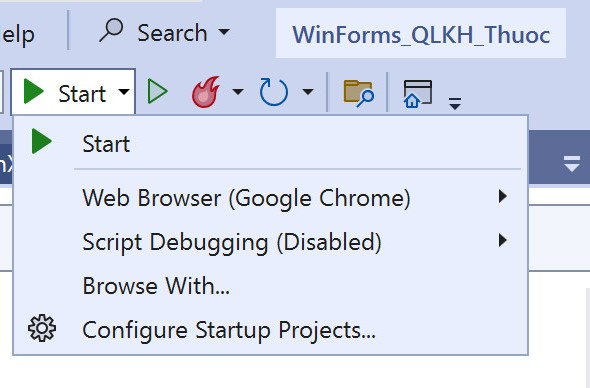 elp
Search
WinForms_QLKH_Thuoc
Start
Start
Web Browser (Google Chrome)
Script Debugging (Disabled)
Browse With...
Configure Startup Projects...